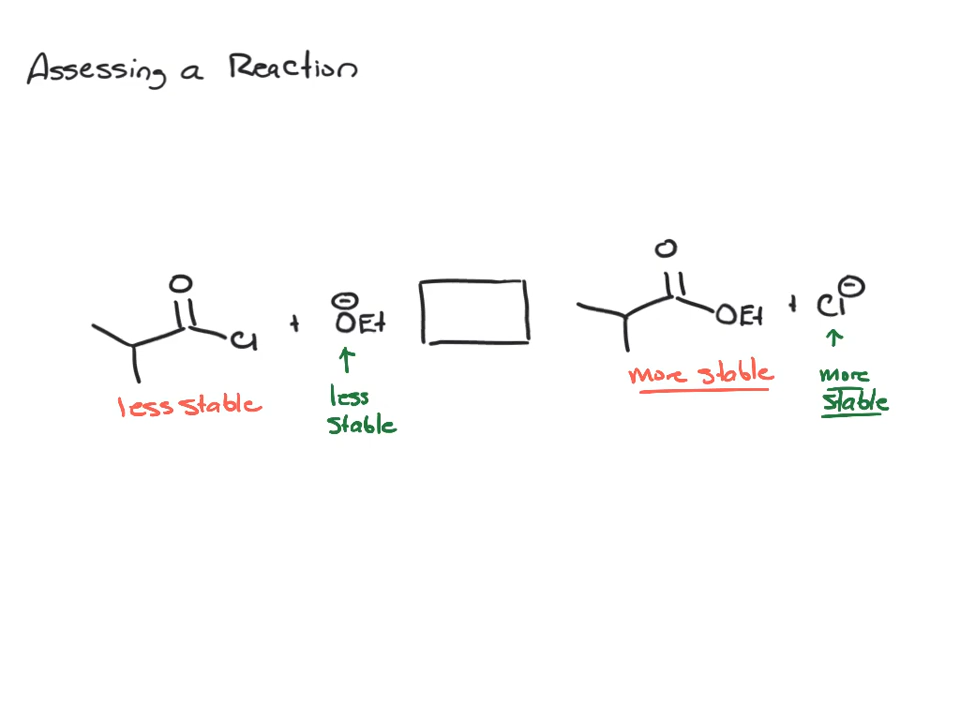 Assessing a Reaction
O
Cl
+
⊖
OEt
O
OEt
+
Cl⊖
less stable
↑
less
stable
more stable
↑
more
stable